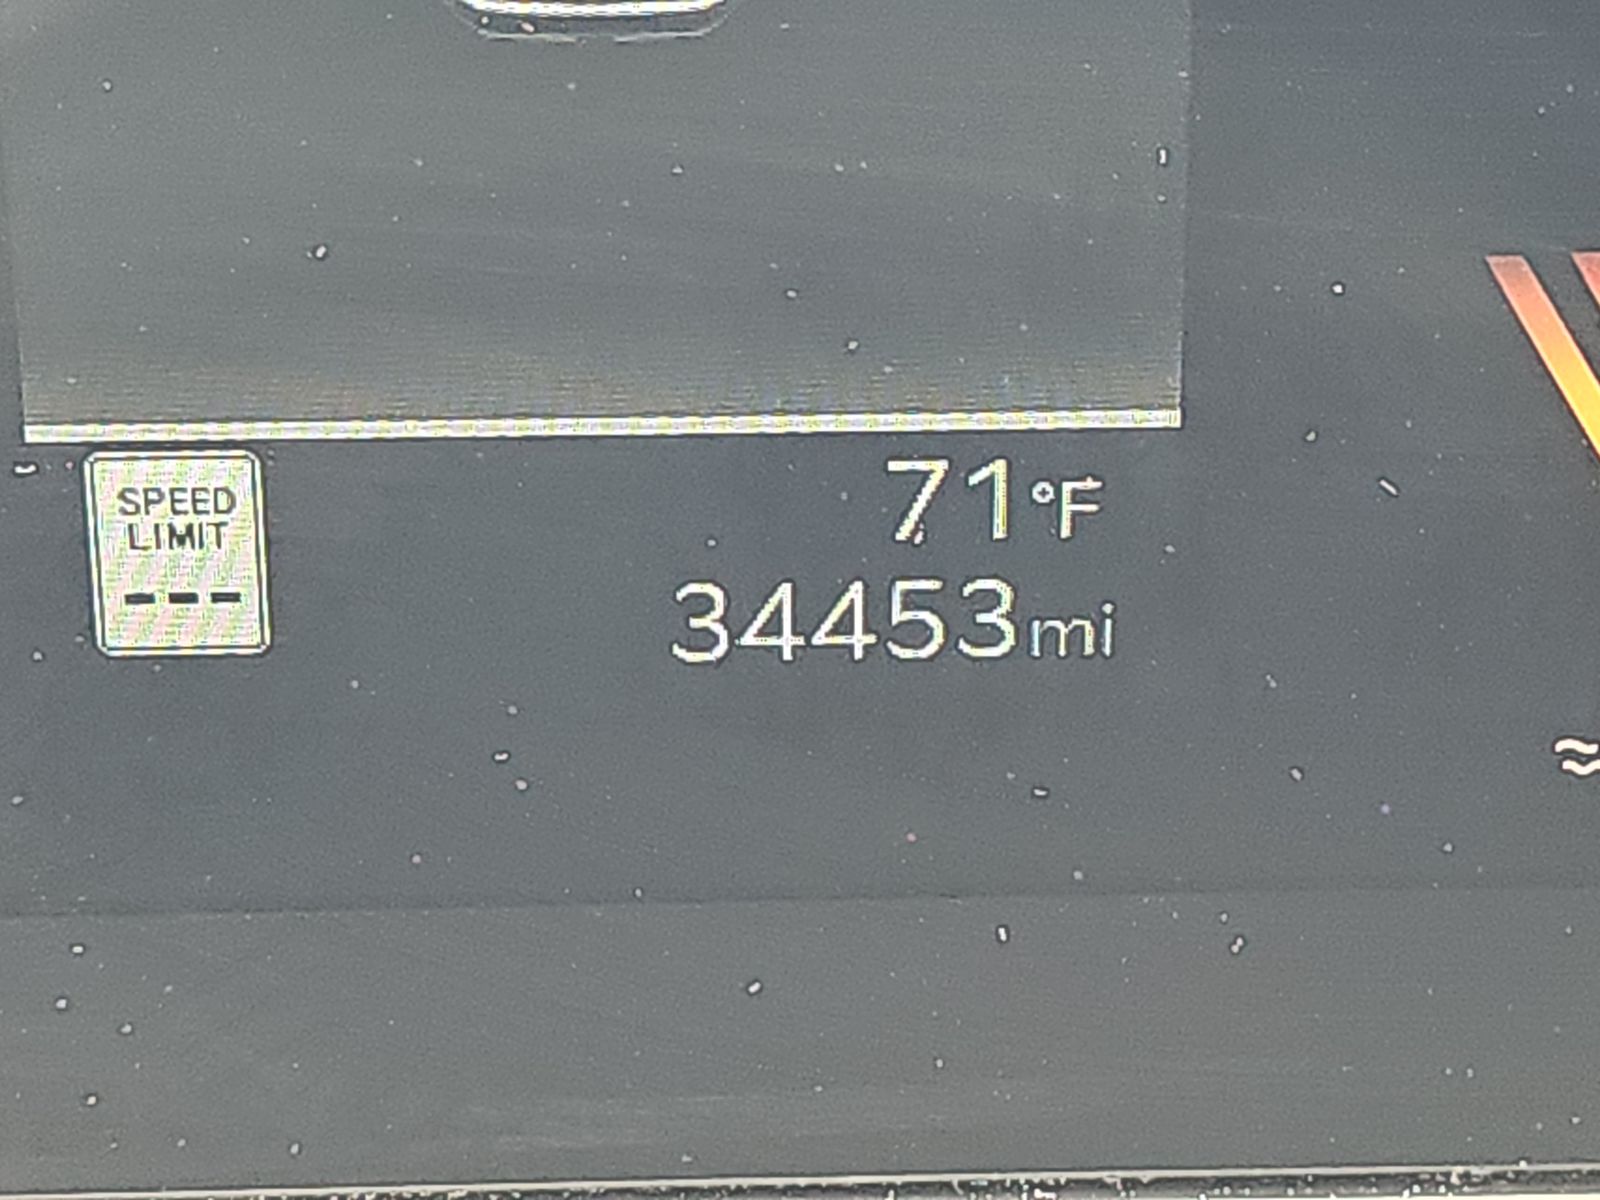 SPEED
LIMIT
---
71°F
34453mi